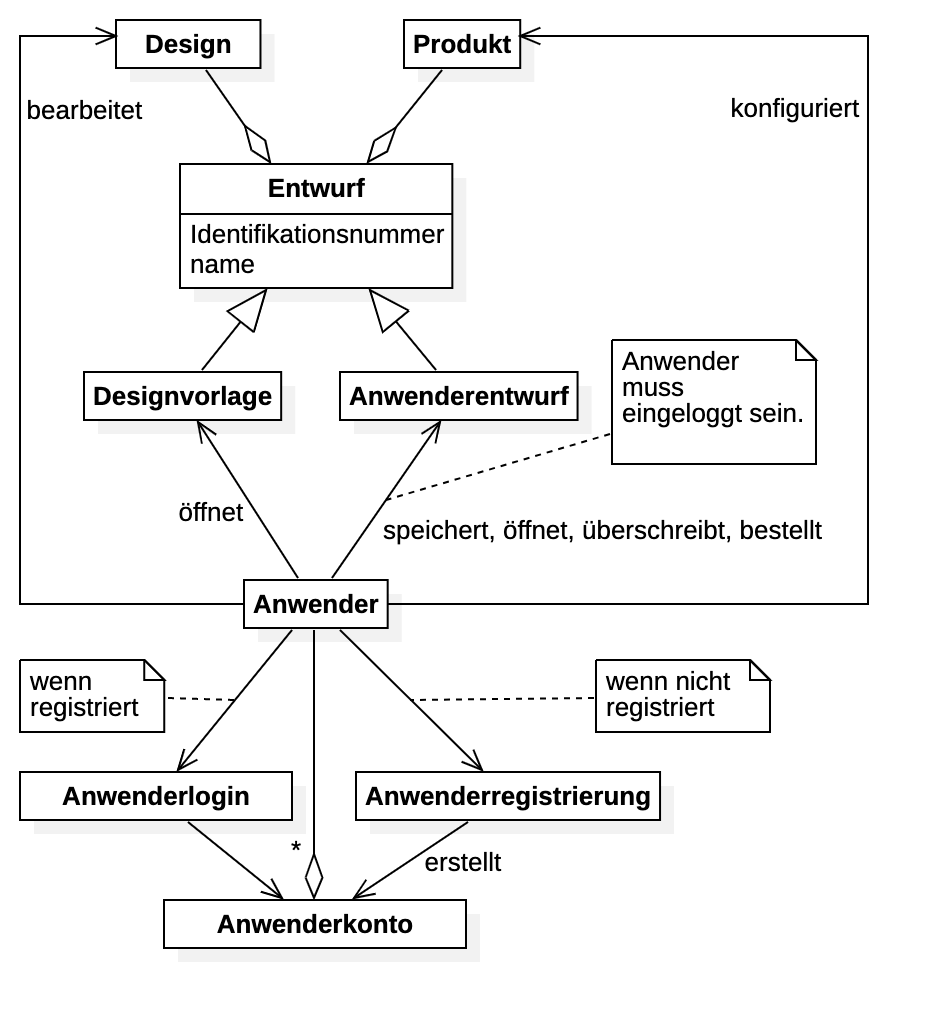 Design
Produkt
bearbeitet
konfiguriert
Entwurf
Identifikationsnummer
name
Anwender
muss
eingeloggt sein.
Designvorlage
Anwenderentwurf
öffnet
speichert, öffnet, überschreibt, bestellt
Anwender
wenn
registriert
wenn nicht
registriert
Anwenderlogin
Anwenderregistrierung
*
erstellt
Anwenderkonto